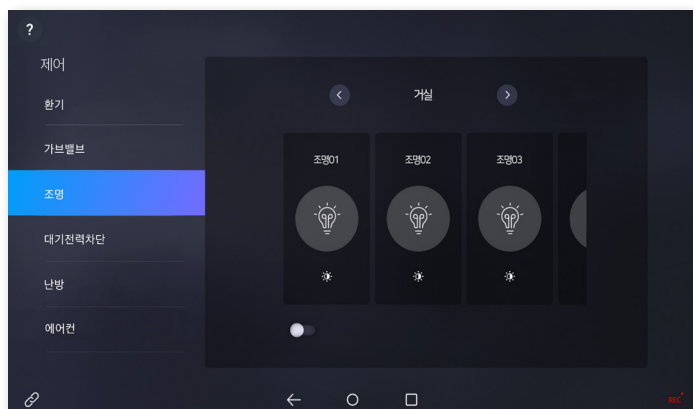 ?
제어
환기
가브밸브
조명
대기전력차단
난방
에어컨
거실
조명01
조명02
조명03
REC